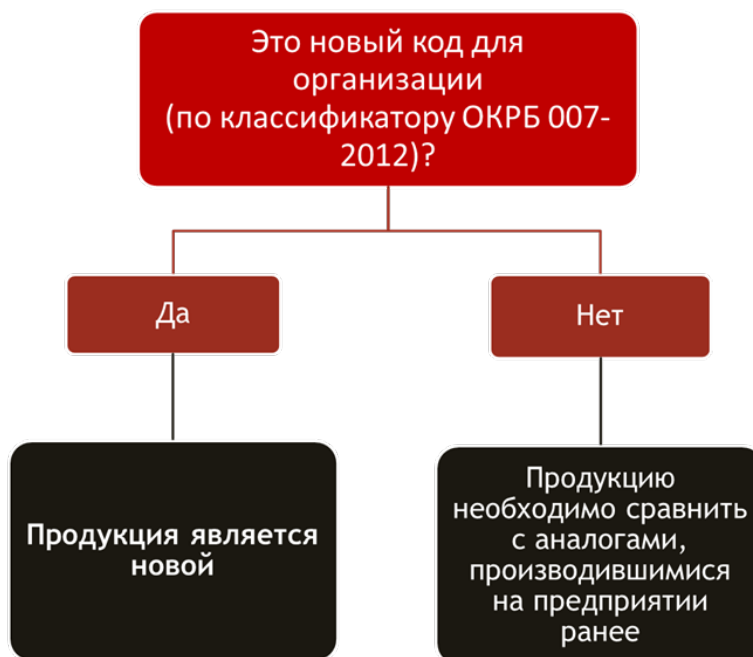 Это новый код для
организации
(по классификатору ОКРБ 007-
2012)?
Да
Нет
Продукция является
новой
Продукцию
необходимо сравнить
с аналогами,
производившимися
на предприятии
ранее